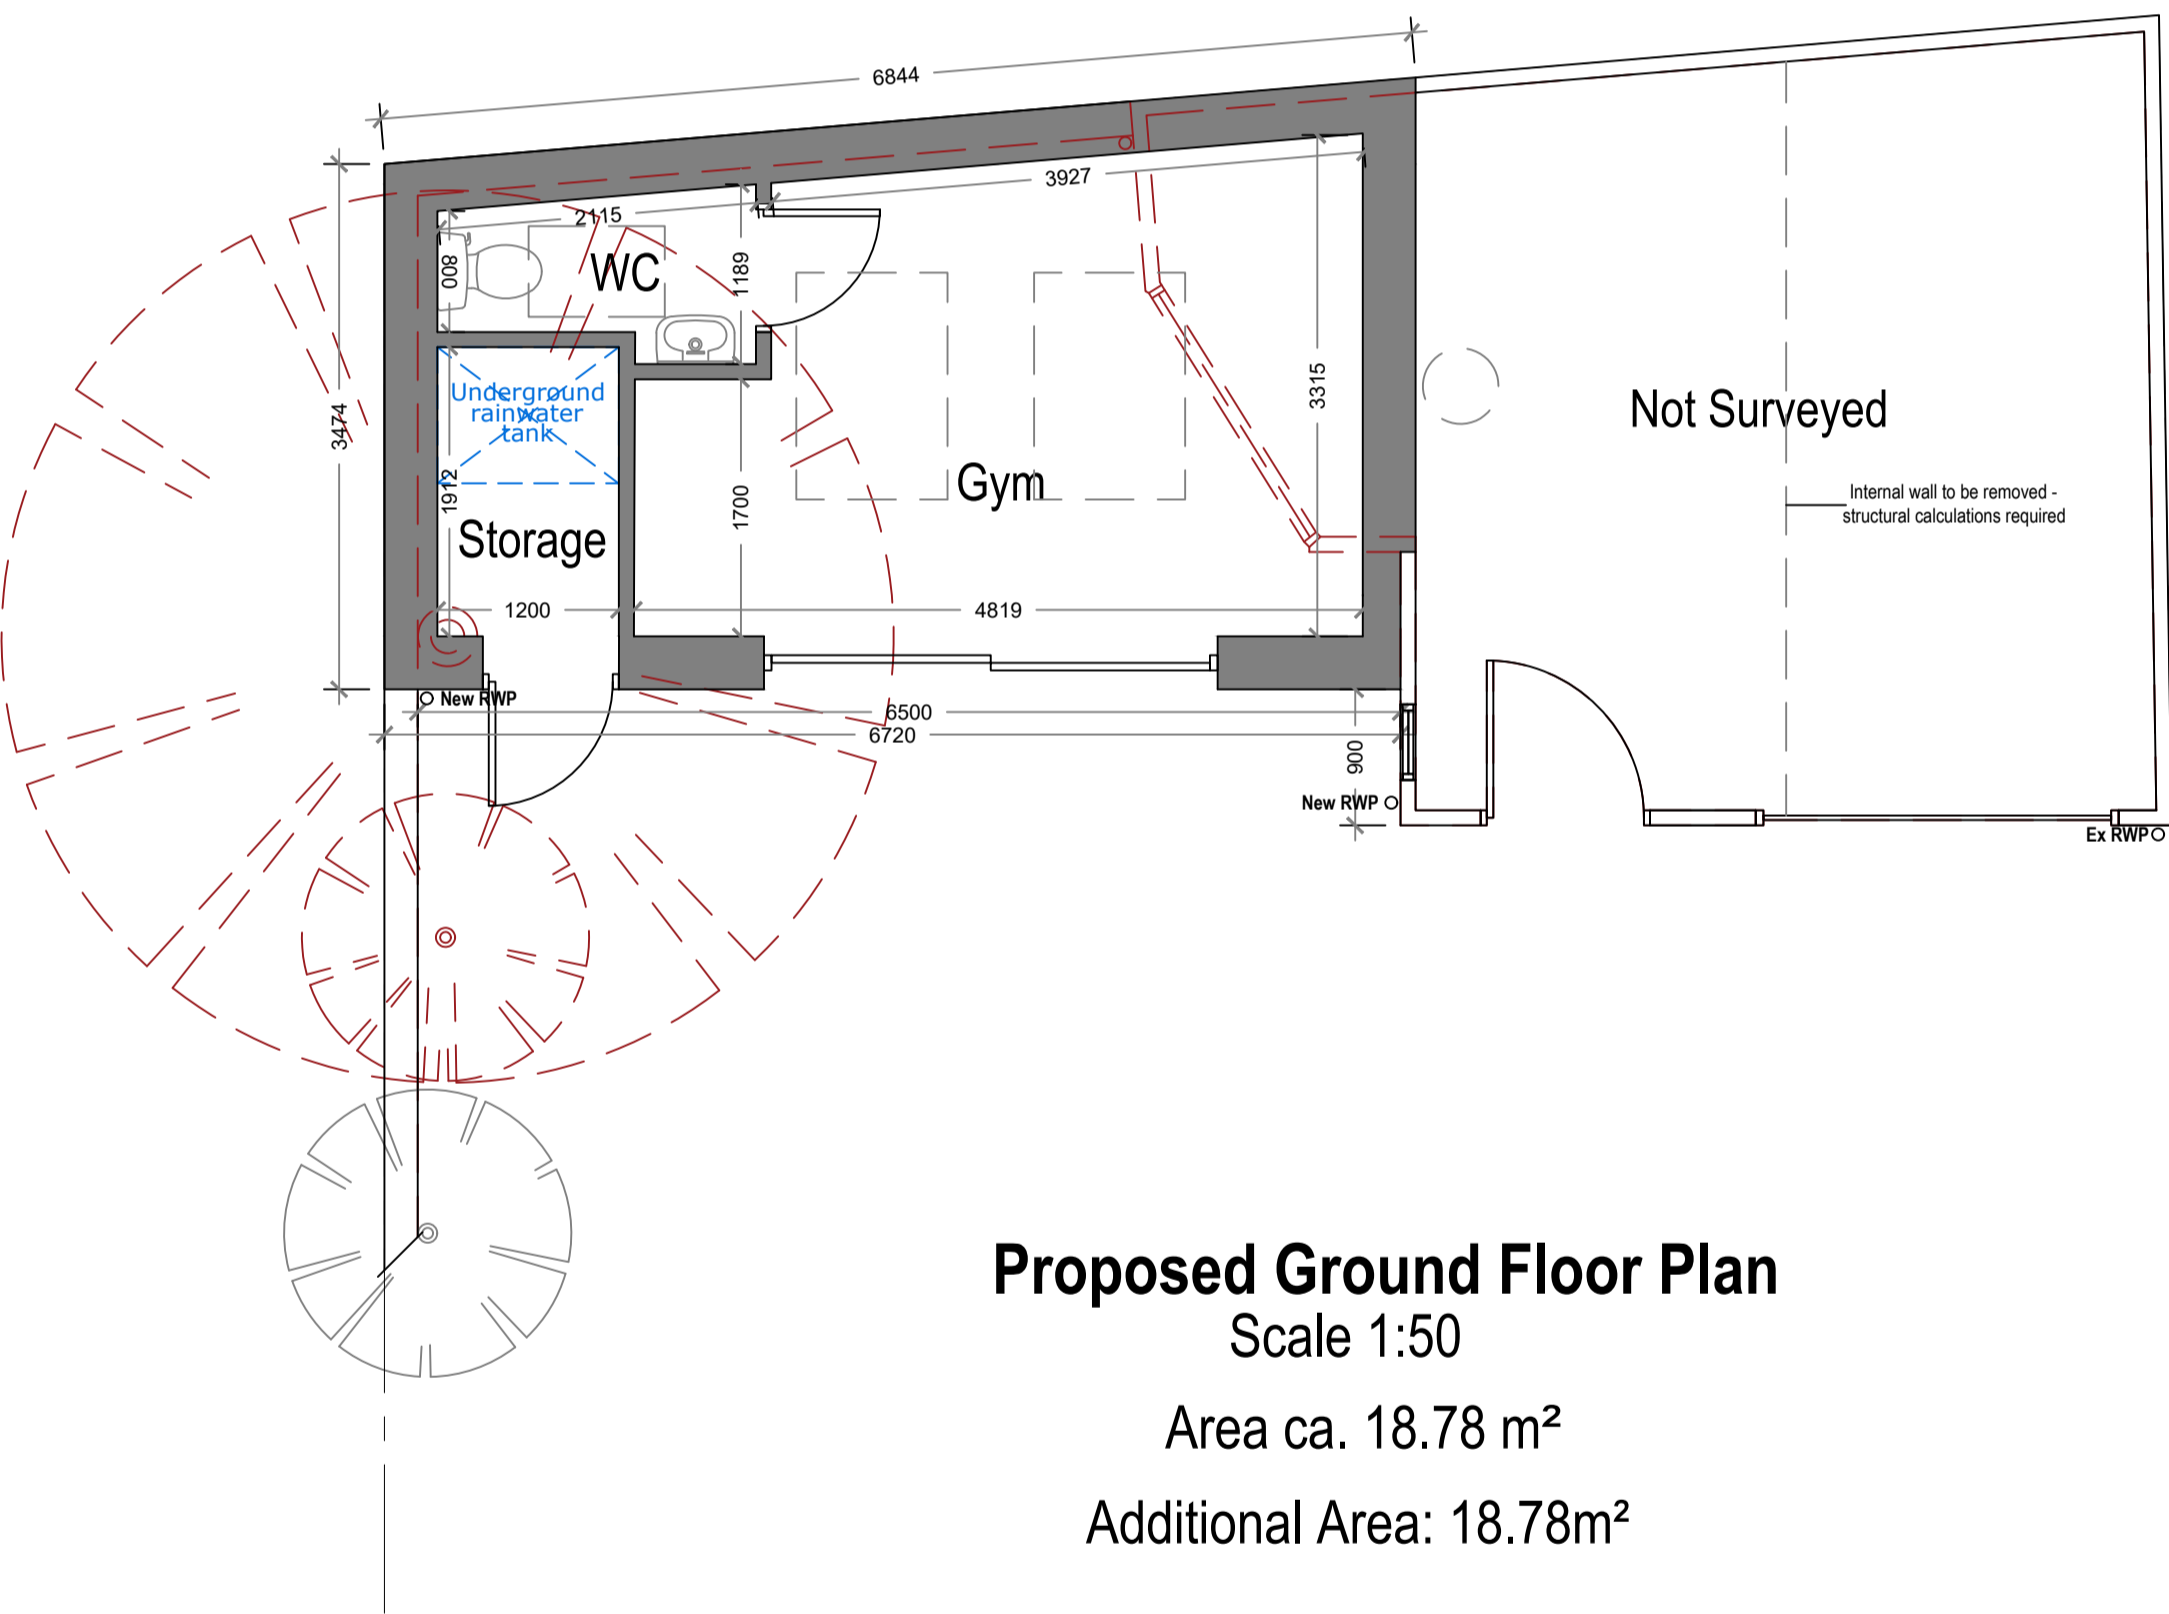 6844
3927
2115
WC
800
1189
Underground
rainwater
tank
3474
3315
Not Surveyed
Gym
1912
1700
Internal wall to be removed -
structural calculations required
Storage
1200
4819
New RWP
6500
6720
900
New RWP
Ex RWP
Proposed Ground Floor Plan
Scale 1:50
Area ca. 18.78 m²
Additional Area: 18.78m²